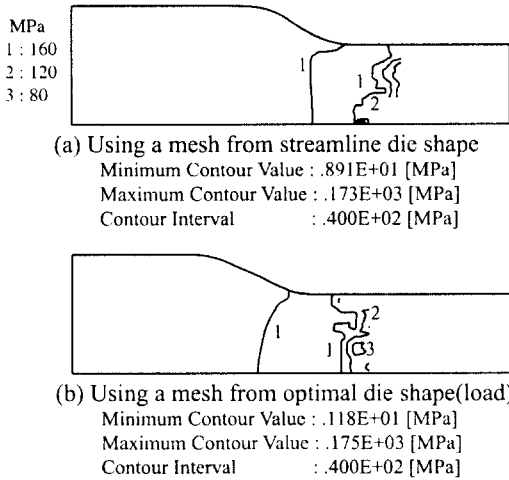 MPa
1 : 160
2 : 120
3 : 80
1
1
2
(a) Using a mesh from streamline die shape
Minimum Contour Value : .891E+01 [MPa]
Maximum Contour Value : .173E+03 [MPa]
Contour Interval : .400E+02 [MPa]
1
2
1
3
(b) Using a mesh from optimal die shape(load)
Minimum Contour Value : .118E+01 [MPa]
Maximum Contour Value : .175E+03 [MPa]
Contour Interval : .400E+02 [MPa]